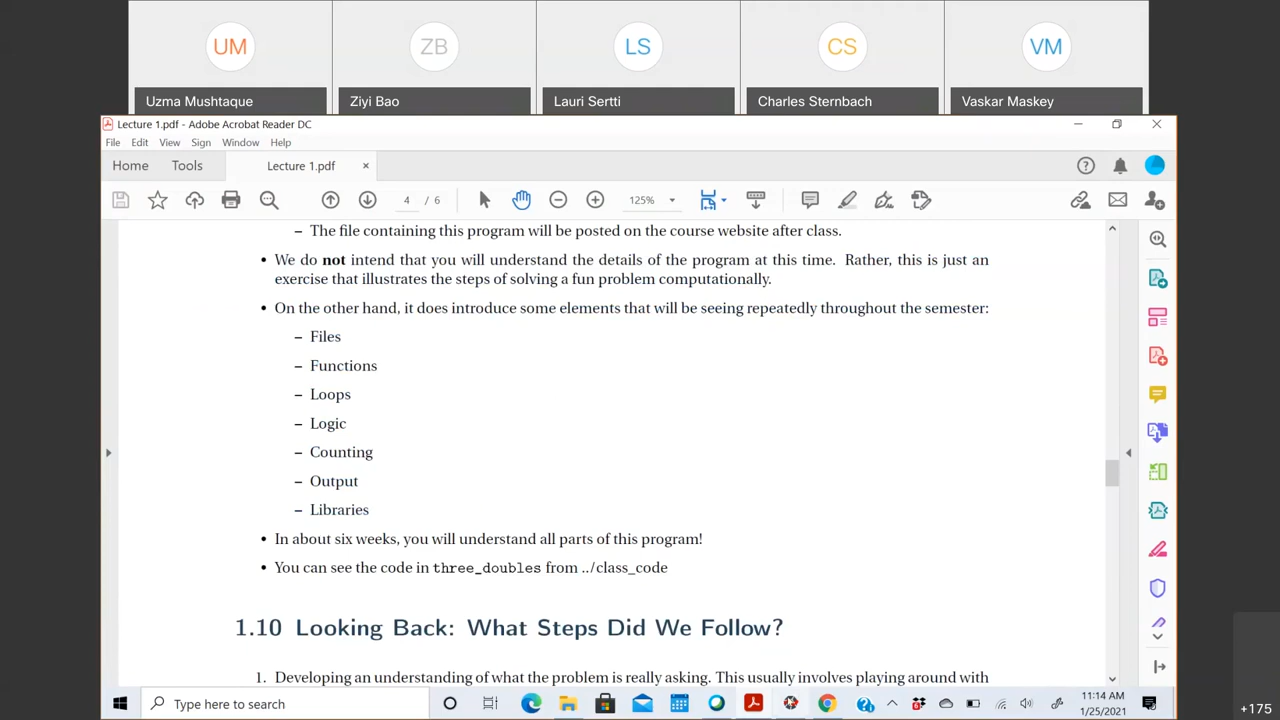 UM
ZB
LS
CS
VM
Uzma Mushtaque
Ziyi Bao
Lauri Sertti
Charles Sternbach
Vaskar Maskey
Lecture 1.pdf - Adobe Acrobat Reader DC
File Edit View Sign Window Help
Home Tools Lecture 1.pdf
4 / 6 125%
– The file containing this program will be posted on the course website after class.
• We do not intend that you will understand the details of the program at this time. Rather, this is just an
exercise that illustrates the steps of solving a fun problem computationally.
• On the other hand, it does introduce some elements that will be seeing repeatedly throughout the semester:
– Files
– Functions
– Loops
– Logic
– Counting
– Output
– Libraries
• In about six weeks, you will understand all parts of this program!
• You can see the code in three_doubles from ../class_code
1.10 Looking Back: What Steps Did We Follow?
1. Developing an understanding of what the problem is really asking. This usually involves playing around with
Type here to search
11:14 AM
1/25/2021
+175